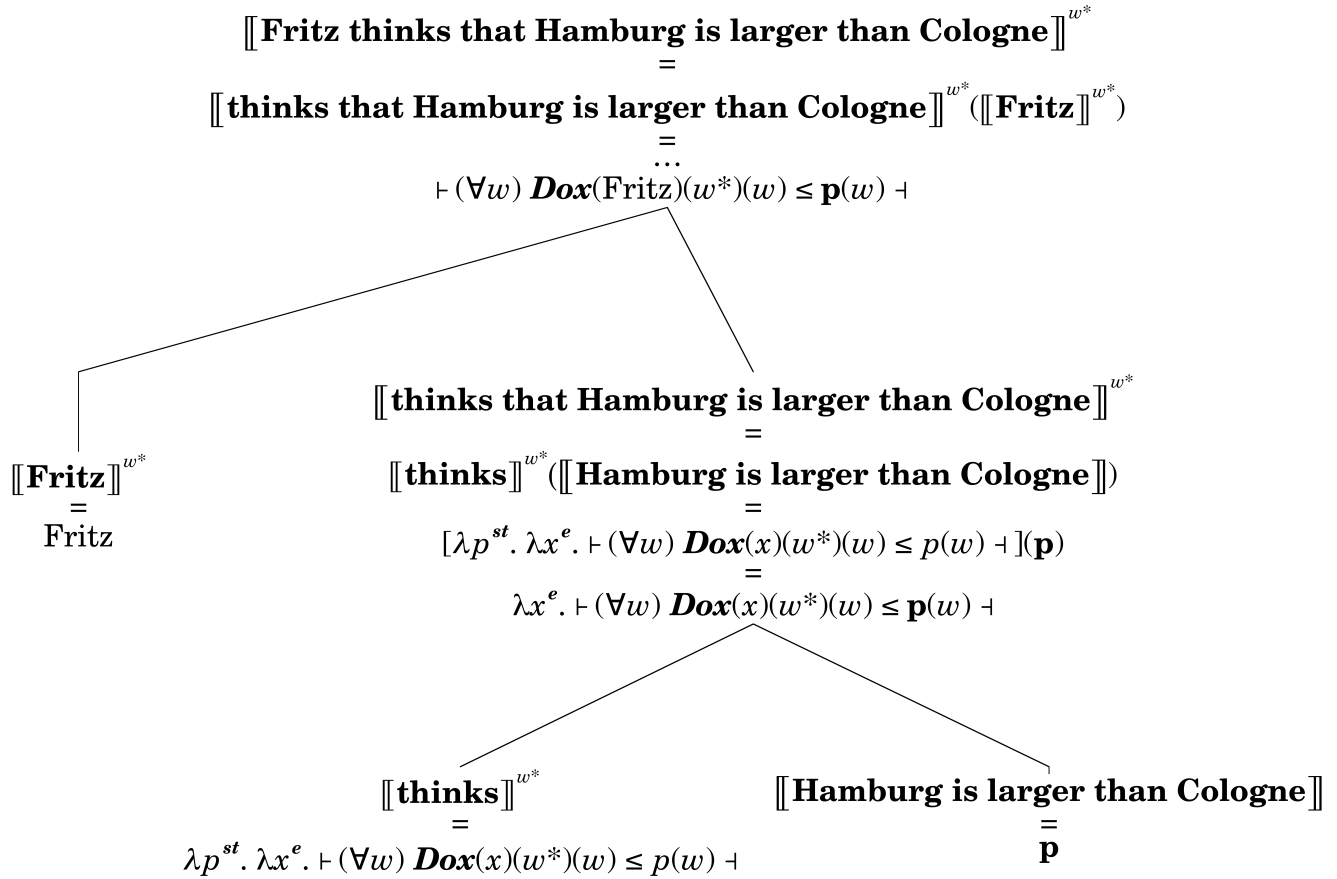 ⟦Fritz thinks that Hamburg is larger than Cologne⟧^w*
=
⟦thinks that Hamburg is larger than Cologne⟧^w*(⟦Fritz⟧^w*)
=
…
⊢ (∀w) Dox(Fritz)(w*)(w) ≤ p(w) ⊣
⟦thinks that Hamburg is larger than Cologne⟧^w*
=
⟦thinks⟧^w*(⟦Hamburg is larger than Cologne⟧)
=
[λp^st. λx^e. ⊢ (∀w) Dox(x)(w*)(w) ≤ p(w) ⊣ ](p)
=
λx^e. ⊢ (∀w) Dox(x)(w*)(w) ≤ p(w) ⊣
⟦Fritz⟧^w*
=
Fritz
⟦thinks⟧^w*
=
λp^st. λx^e. ⊢ (∀w) Dox(x)(w*)(w) ≤ p(w) ⊣
⟦Hamburg is larger than Cologne⟧
=
p